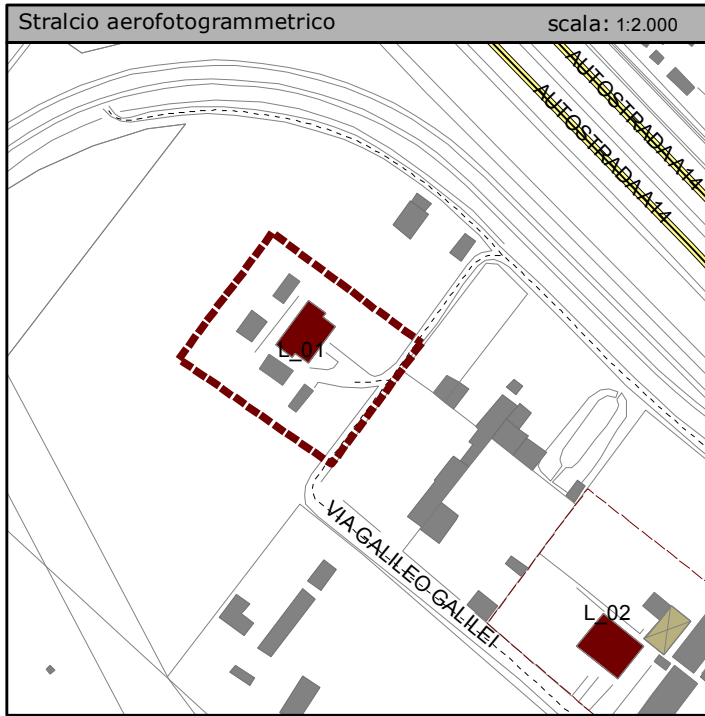 Stralcio aerofotogrammetrico scala: 1:2.000
AUTOSTRADA A14
AUTOSTRADA A14
L_01
VIA GALILEO GALILEI
L_02